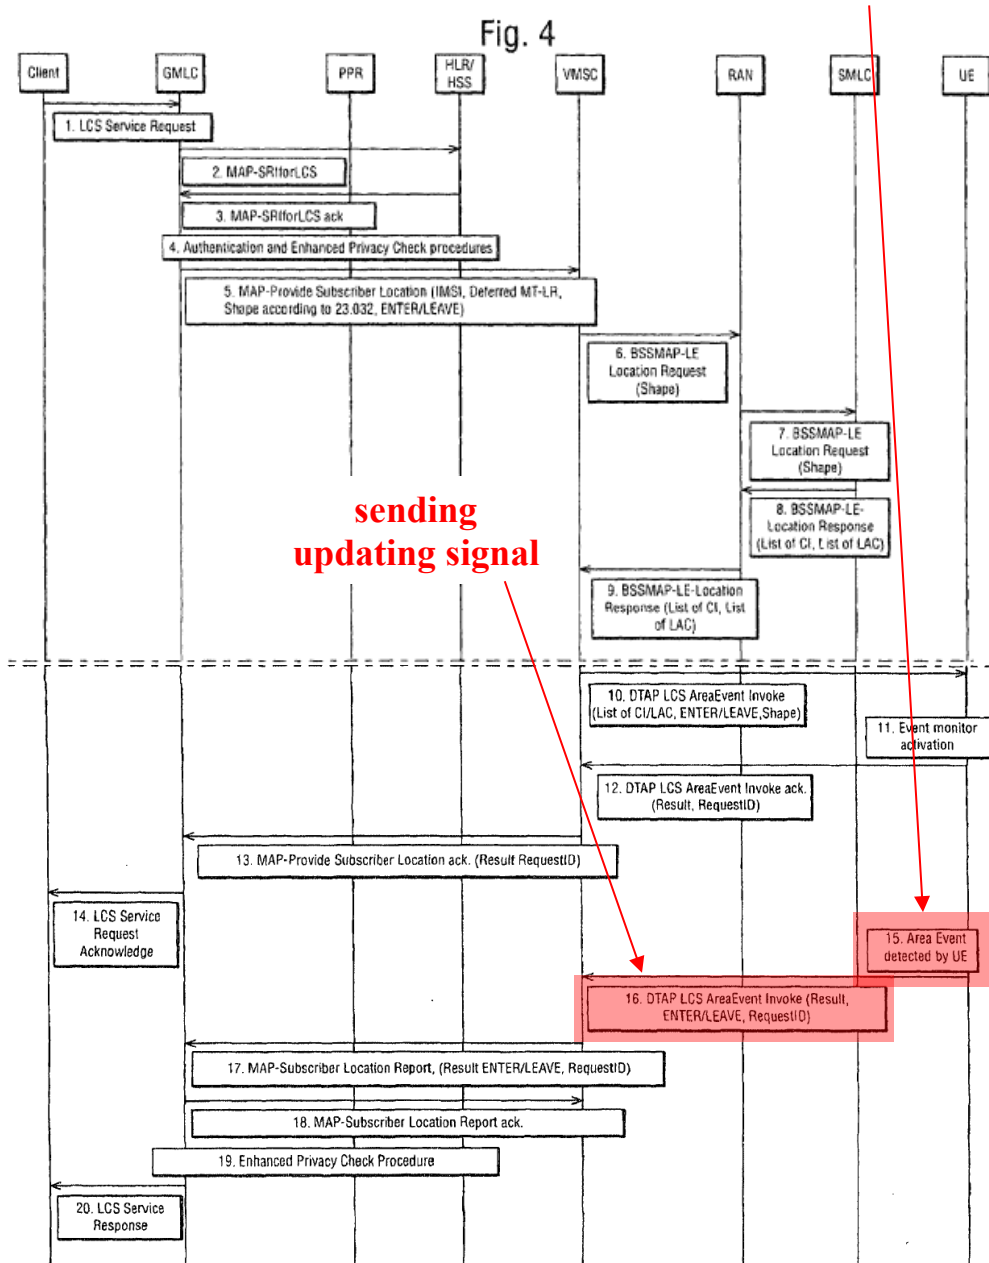 Fig. 4
Client
GMLC
PPR
HLR/
HSS
VMSC
RAN
SMLC
UE
1. LCS Service Request
2. MAP-SRIforLCS
3. MAP-SRIforLCS ack
4. Authentication and Enhanced Privacy Check procedures
5. MAP-Provide Subscriber Location (IMSI, Deferred MT-LR,
Shape according to 23.032, ENTER/LEAVE)
6. BSSMAP-LE
Location Request
(Shape)
7. BSSMAP-LE
Location Request
(Shape)
8. BSSMAP-LE-
Location Response
(List of CI, List of LAC)
sending
updating signal
9. BSSMAP-LE-Location
Response (List of CI, List
of LAC)
10. DTAP LCS AreaEvent Invoke
(List of CI/LAC, ENTER/LEAVE,Shape)
11. Event monitor
activation
12. DTAP LCS AreaEvent Invoke ack.
(Result, RequestID)
13. MAP-Provide Subscriber Location ack. (Result RequestID)
14. LCS Service
Request
Acknowledge
15. Area Event
detected by UE
16. DTAP LCS AreaEvent Invoke (Result,
ENTER/LEAVE, RequestID)
17. MAP-Subscriber Location Report, (Result ENTER/LEAVE, RequestID)
18. MAP-Subscriber Location Report ack.
19. Enhanced Privacy Check Procedure
20. LCS Service
Response